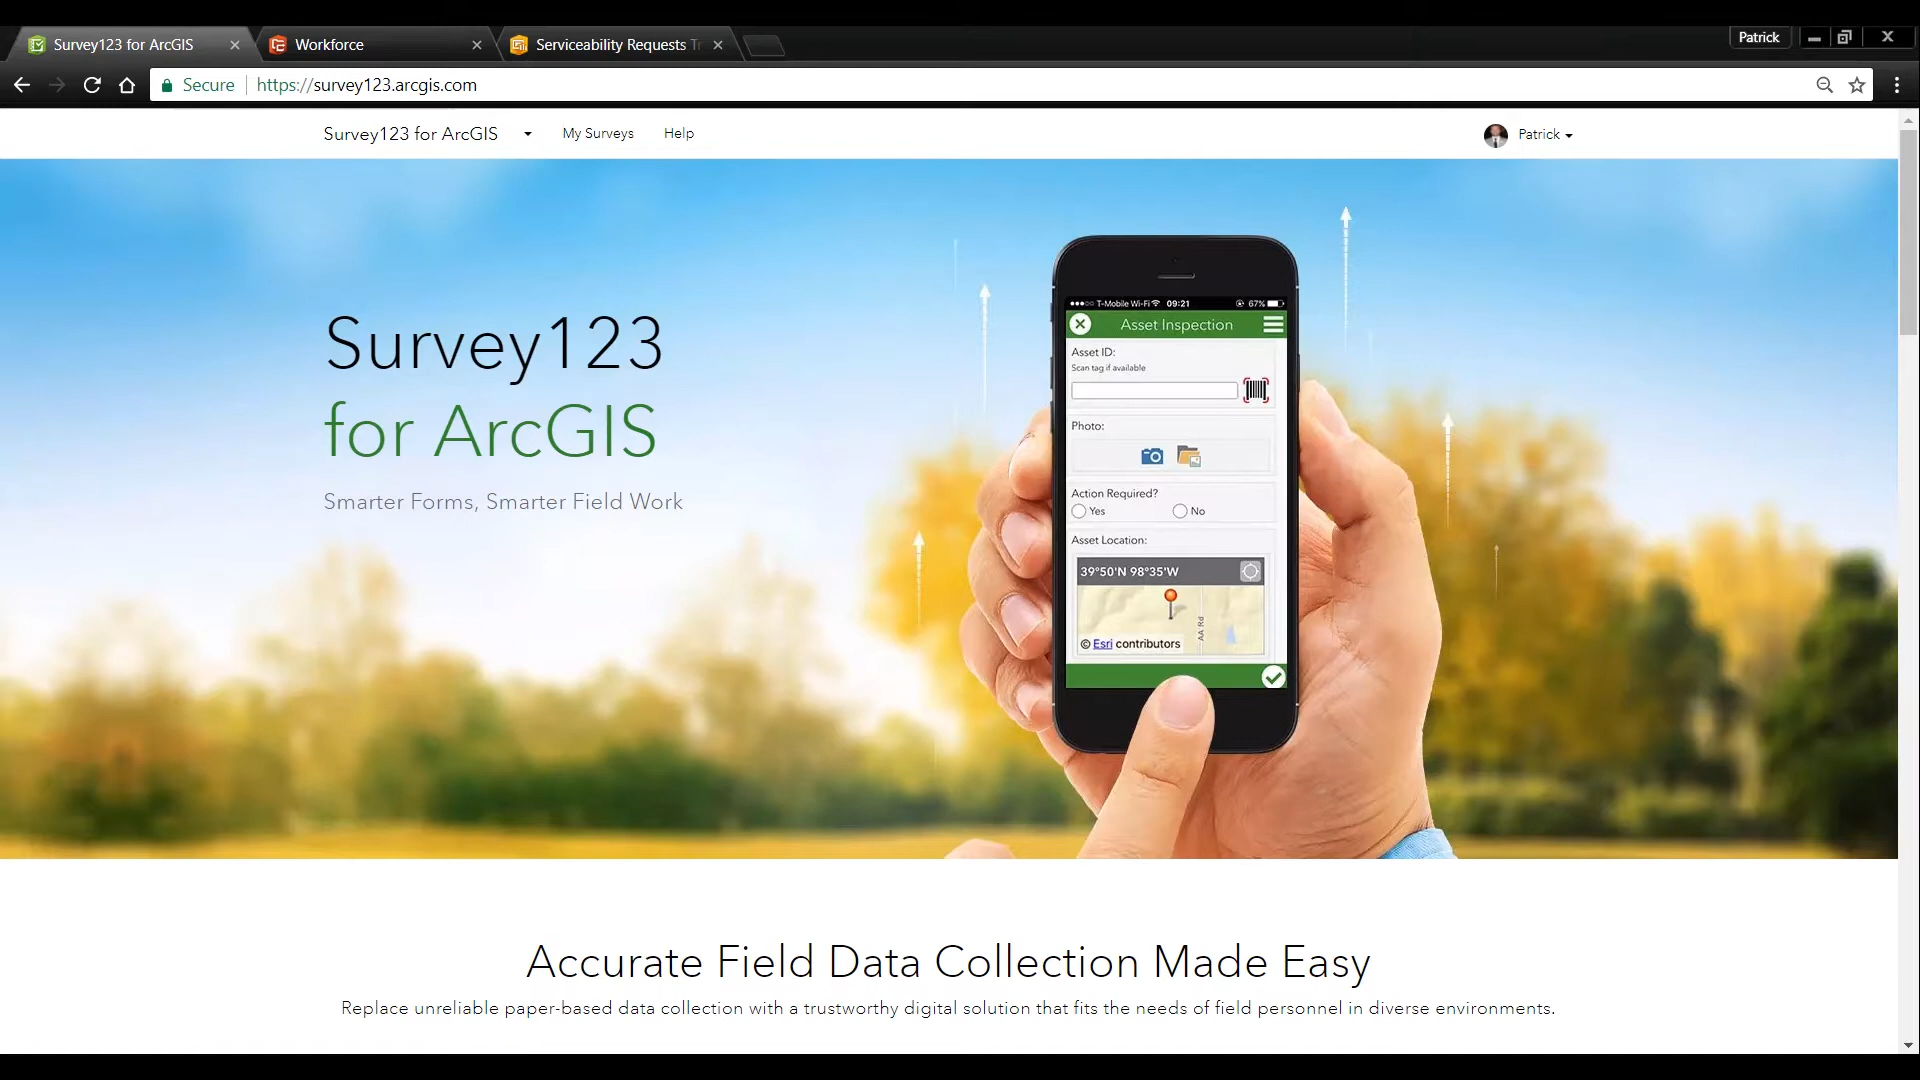 Survey123 for ArcGIS
Workforce
Serviceability Requests Tr
Patrick
Secure
https://survey123.arcgis.com
Survey123 for ArcGIS
My Surveys
Help
Patrick
Survey123
for ArcGIS
Smarter Forms, Smarter Field Work
T-Mobile Wi-Fi 09:21 67%
Asset Inspection
Asset ID:
Scan tag if available
Photo:
Action Required?
Yes
No
Asset Location:
39°50'N 98°35'W
AA Rd
© Esri contributors
Accurate Field Data Collection Made Easy
Replace unreliable paper-based data collection with a trustworthy digital solution that fits the needs of field personnel in diverse environments.